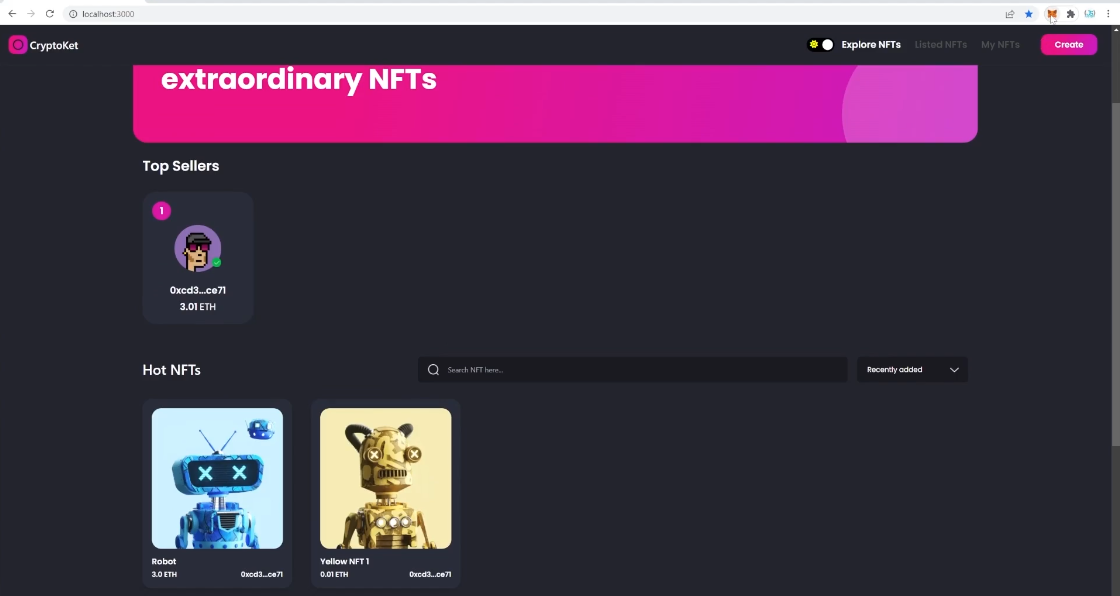 localhost:3000
CryptoKet
Explore NFTs
Listed NFTs
My NFTs
Create
extraordinary NFTs
Top Sellers
1
0xcd3...ce71
3.01 ETH
Hot NFTs
Search NFT here...
Recently added
Robot
3.0 ETH
0xcd3...ce71
Yellow NFT 1
0.01 ETH
0xcd3...ce71